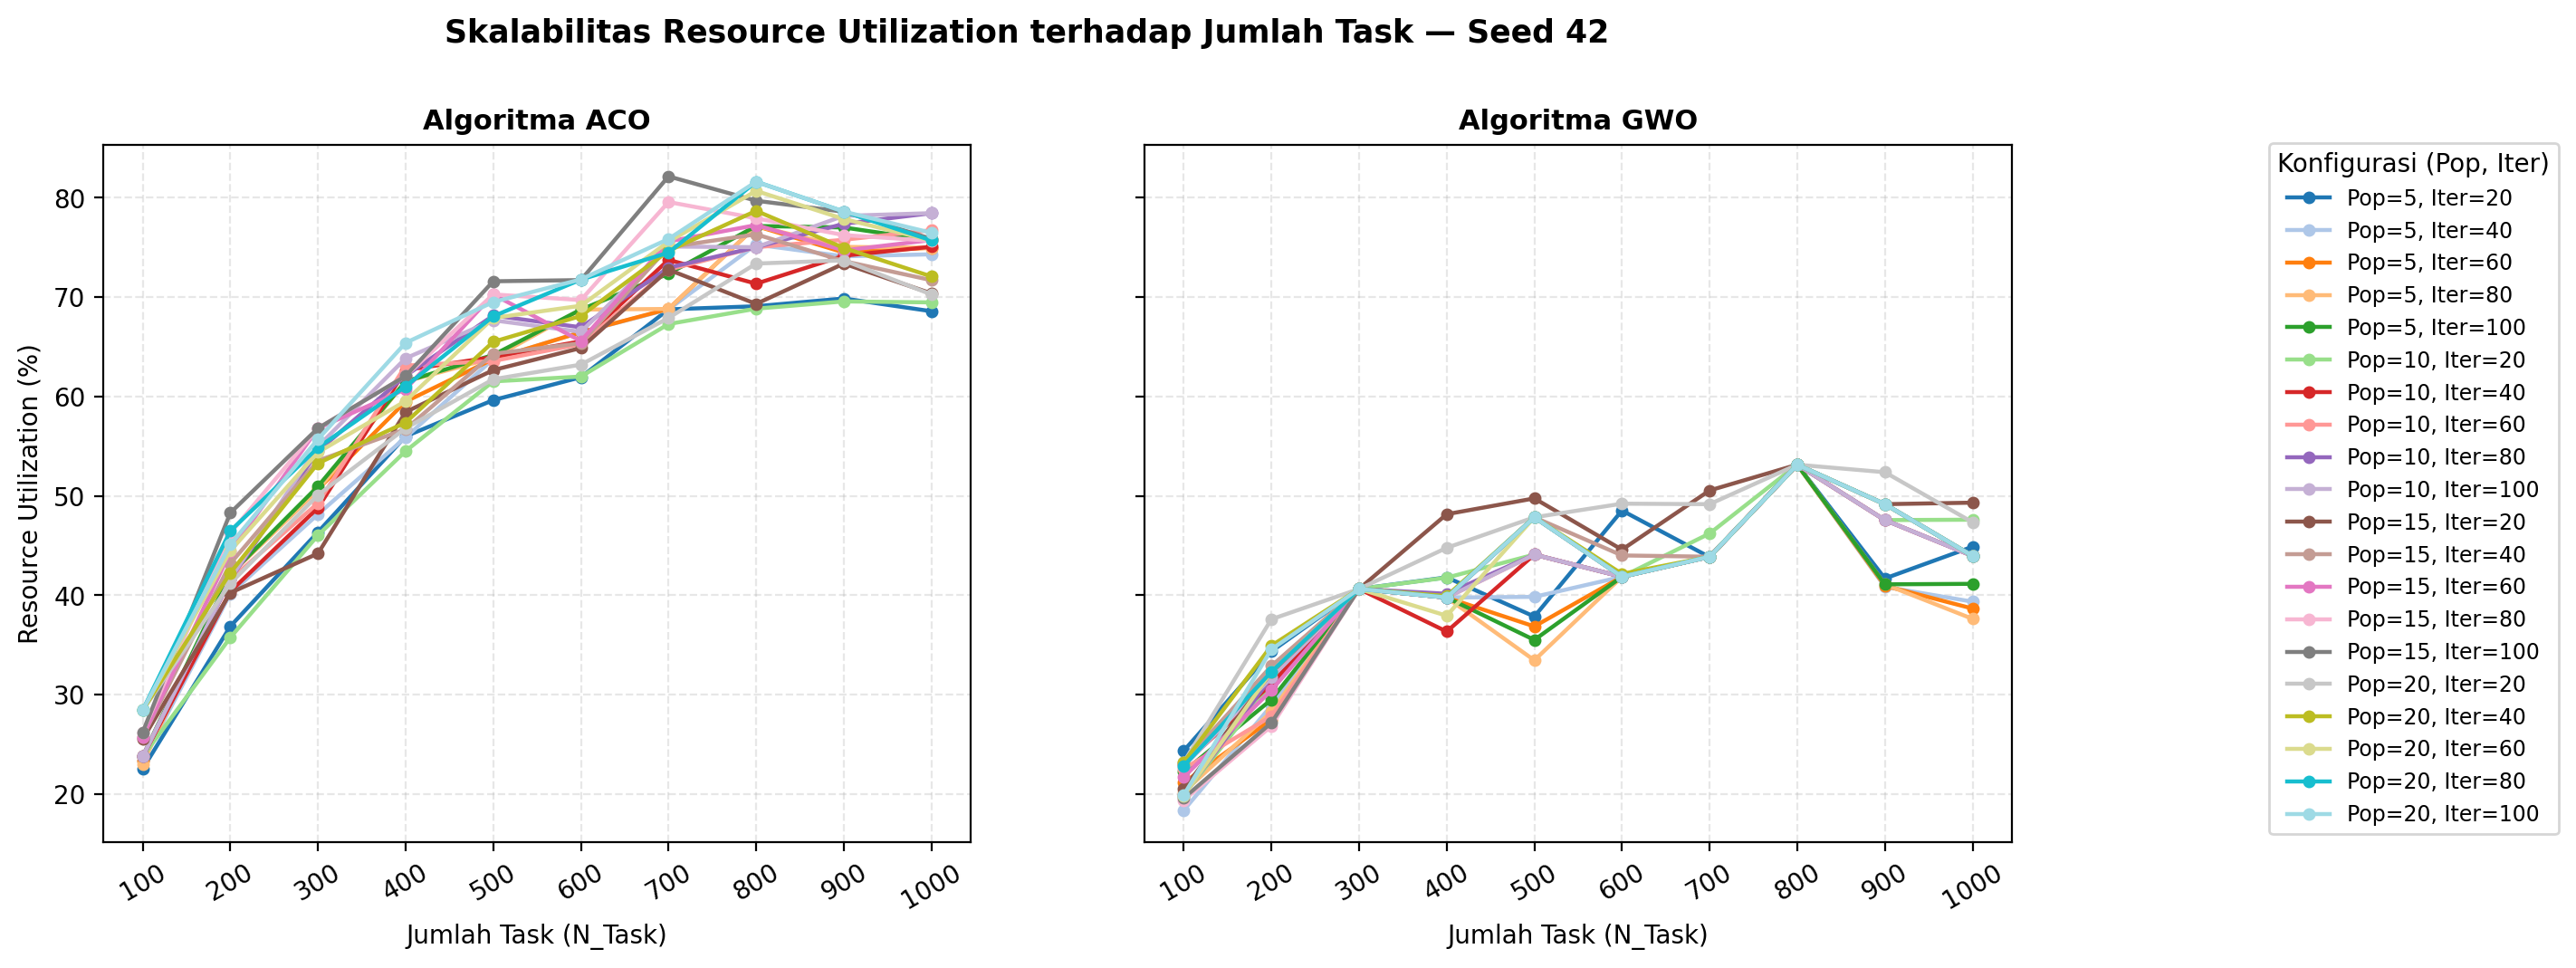 Skalabilitas Resource Utilization terhadap Jumlah Task — Seed 42
Algoritma ACO
Resource Utilization (%)
80
70
60
50
40
30
20
100 200 300 400 500 600 700 800 900 1000
Jumlah Task (N_Task)
Algoritma GWO
100 200 300 400 500 600 700 800 900 1000
Jumlah Task (N_Task)
Konfigurasi (Pop, Iter)
Pop=5, Iter=20
Pop=5, Iter=40
Pop=5, Iter=60
Pop=5, Iter=80
Pop=5, Iter=100
Pop=10, Iter=20
Pop=10, Iter=40
Pop=10, Iter=60
Pop=10, Iter=80
Pop=10, Iter=100
Pop=15, Iter=20
Pop=15, Iter=40
Pop=15, Iter=60
Pop=15, Iter=80
Pop=15, Iter=100
Pop=20, Iter=20
Pop=20, Iter=40
Pop=20, Iter=60
Pop=20, Iter=80
Pop=20, Iter=100